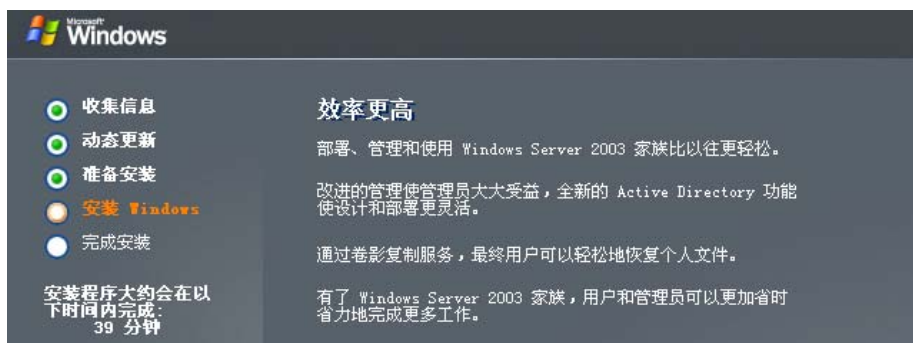 Microsoft
Windows
收集信息
动态更新
准备安装
安装 Windows
完成安装
安装程序大约会在以
下时间内完成:
39 分钟
效率更高
部署、管理和使用 Windows Server 2003 家族比以往更轻松。
改进的管理使管理员大大受益，全新的 Active Directory 功能
使设计和部署更灵活。
通过卷影复制服务，最终用户可以轻松地恢复个人文件。
有了 Windows Server 2003 家族，用户和管理员可以更加省时
省力地完成更多工作。